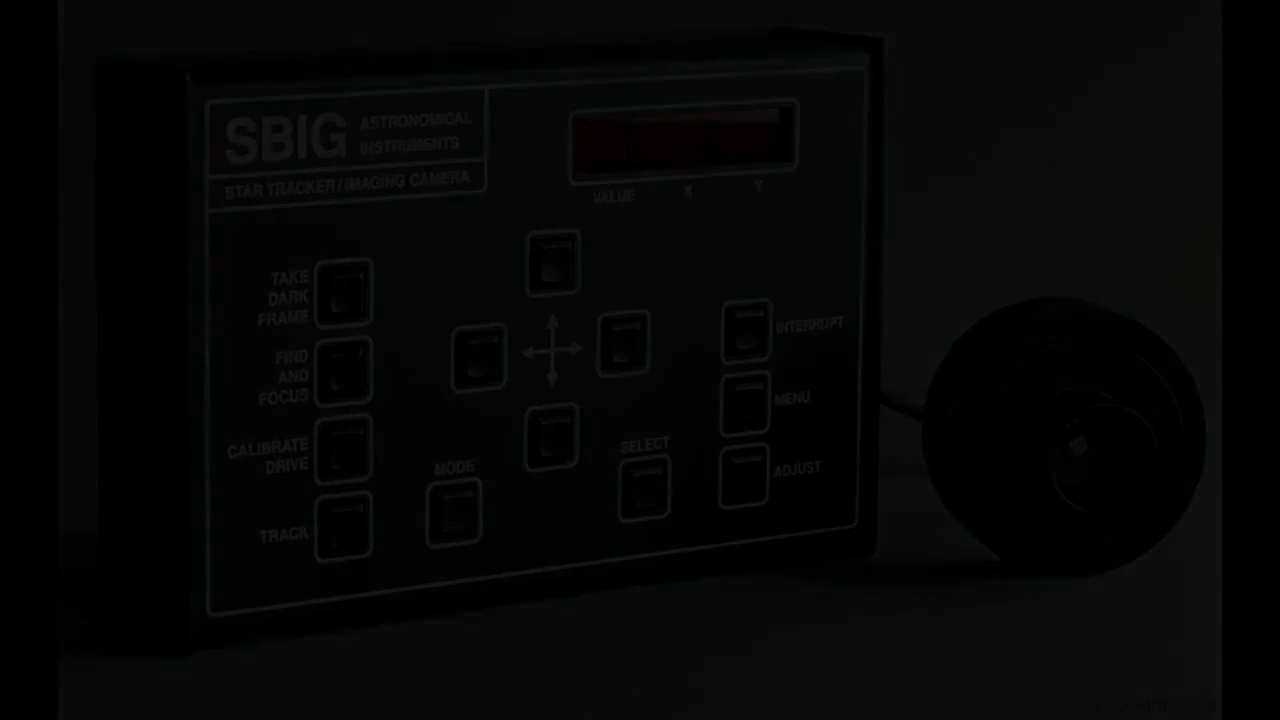 SBIG ASTRONOMICAL
INSTRUMENTS
STAR TRACKER/IMAGING CAMERA
VALUE X Y
TAKE
DARK
FRAME
FIND
AND
FOCUS
CALIBRATE
DRIVE
TRACK
MODE
SELECT
INTERRUPT
MENU
ADJUST